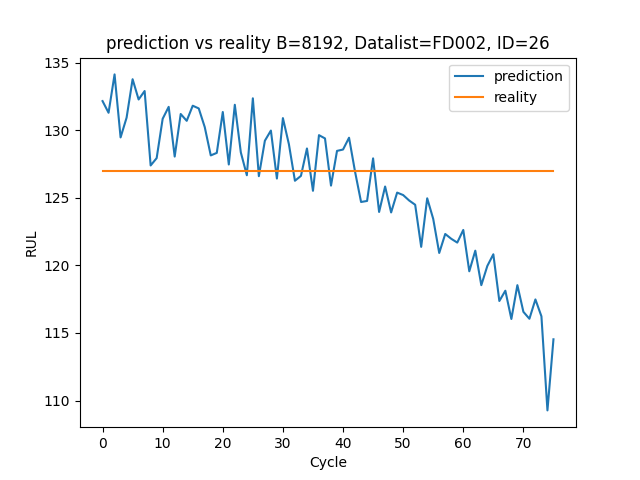 prediction vs reality B=8192, Datalist=FD002, ID=26
prediction
reality
RUL
135
130
125
120
115
110
0 10 20 30 40 50 60 70
Cycle